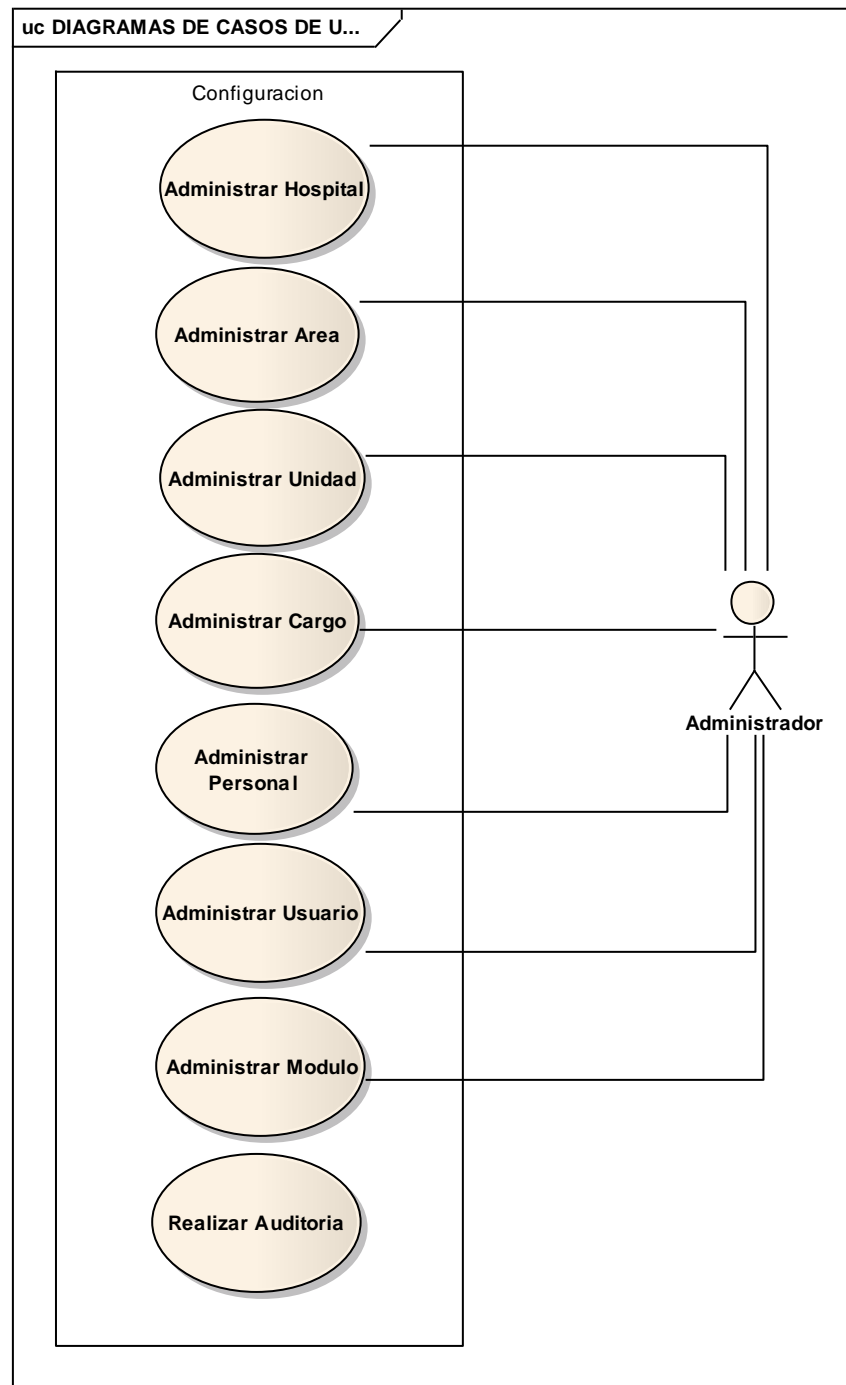 uc DIAGRAMAS DE CASOS DE U...
Configuracion
Administrar Hospital
Administrar Area
Administrar Unidad
Administrar Cargo
Administrador
Administrar
Personal
Administrar Usuario
Administrar Modulo
Realizar Auditoria